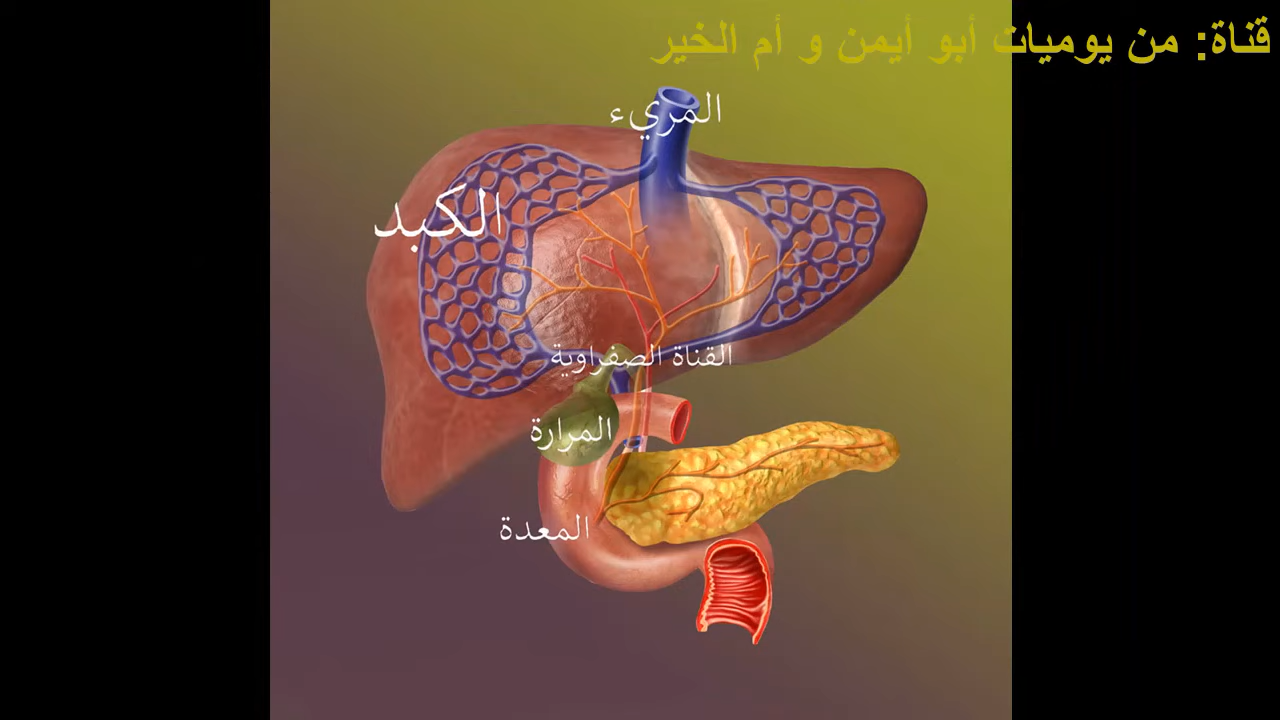 قناة: من يوميات أبو أيمن و أم الخير
المريء
الكبد
القناة الصفراوية
المرارة
المعدة